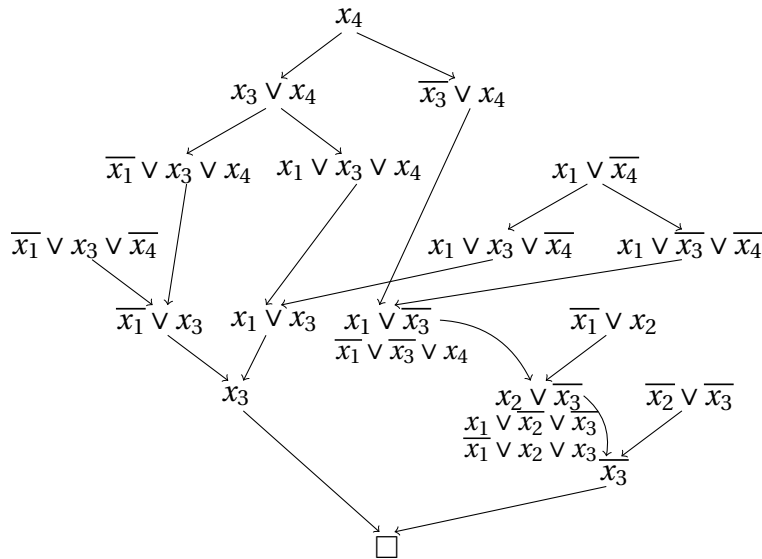 x₄
x₃ ∨ x₄
x̅₃ ∨ x₄
x̅₁ ∨ x₃ ∨ x₄
x₁ ∨ x₃ ∨ x₄
x₁ ∨ x̅₄
x̅₁ ∨ x₃ ∨ x̅₄
x₁ ∨ x₃ ∨ x̅₄
x₁ ∨ x̅₃ ∨ x̅₄
x̅₁ ∨ x₃
x₁ ∨ x₃
x₁ ∨ x̅₃
x̅₁ ∨ x₂
x̅₁ ∨ x̅₃ ∨ x₄
x₃
x₂ ∨ x̅₃
x̅₂ ∨ x̅₃
x₁ ∨ x̅₂ ∨ x̅₃
x̅₁ ∨ x₂ ∨ x₃
x̅₃
□